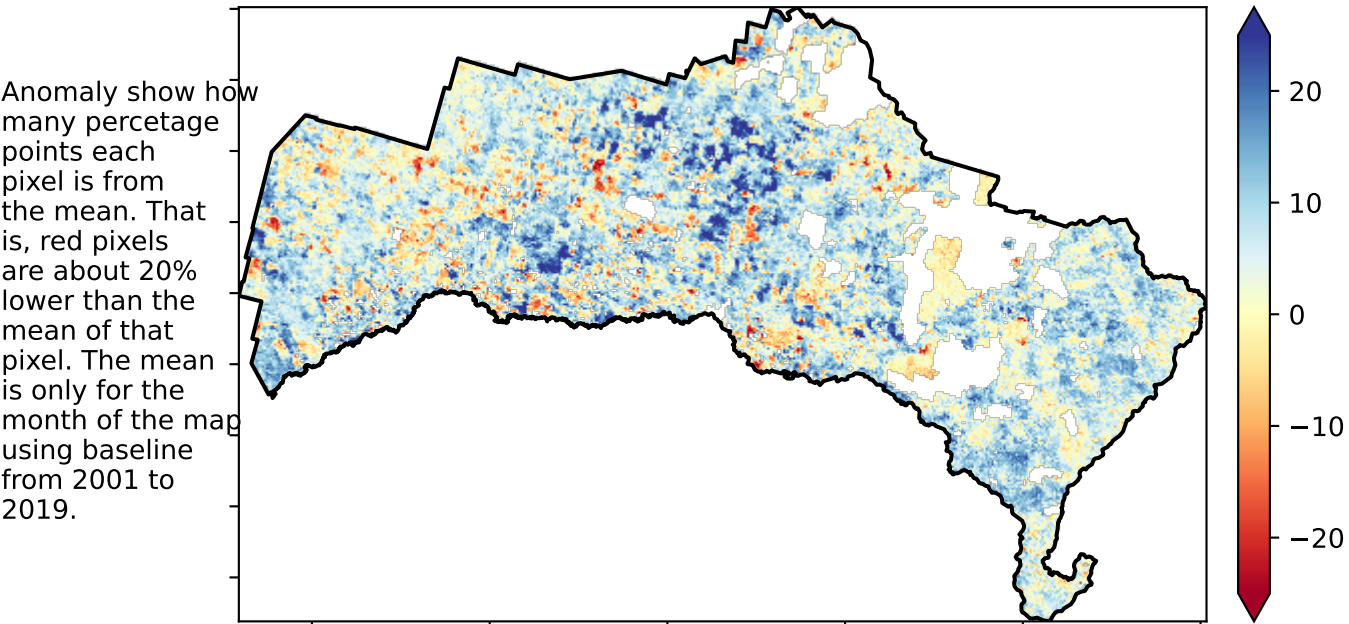 Anomaly show how
many percetage
points each
pixel is from
the mean. That
is, red pixels
are about 20%
lower than the
mean of that
pixel. The mean
is only for the
month of the map
using baseline
from 2001 to
2019.
20
10
0
−10
−20